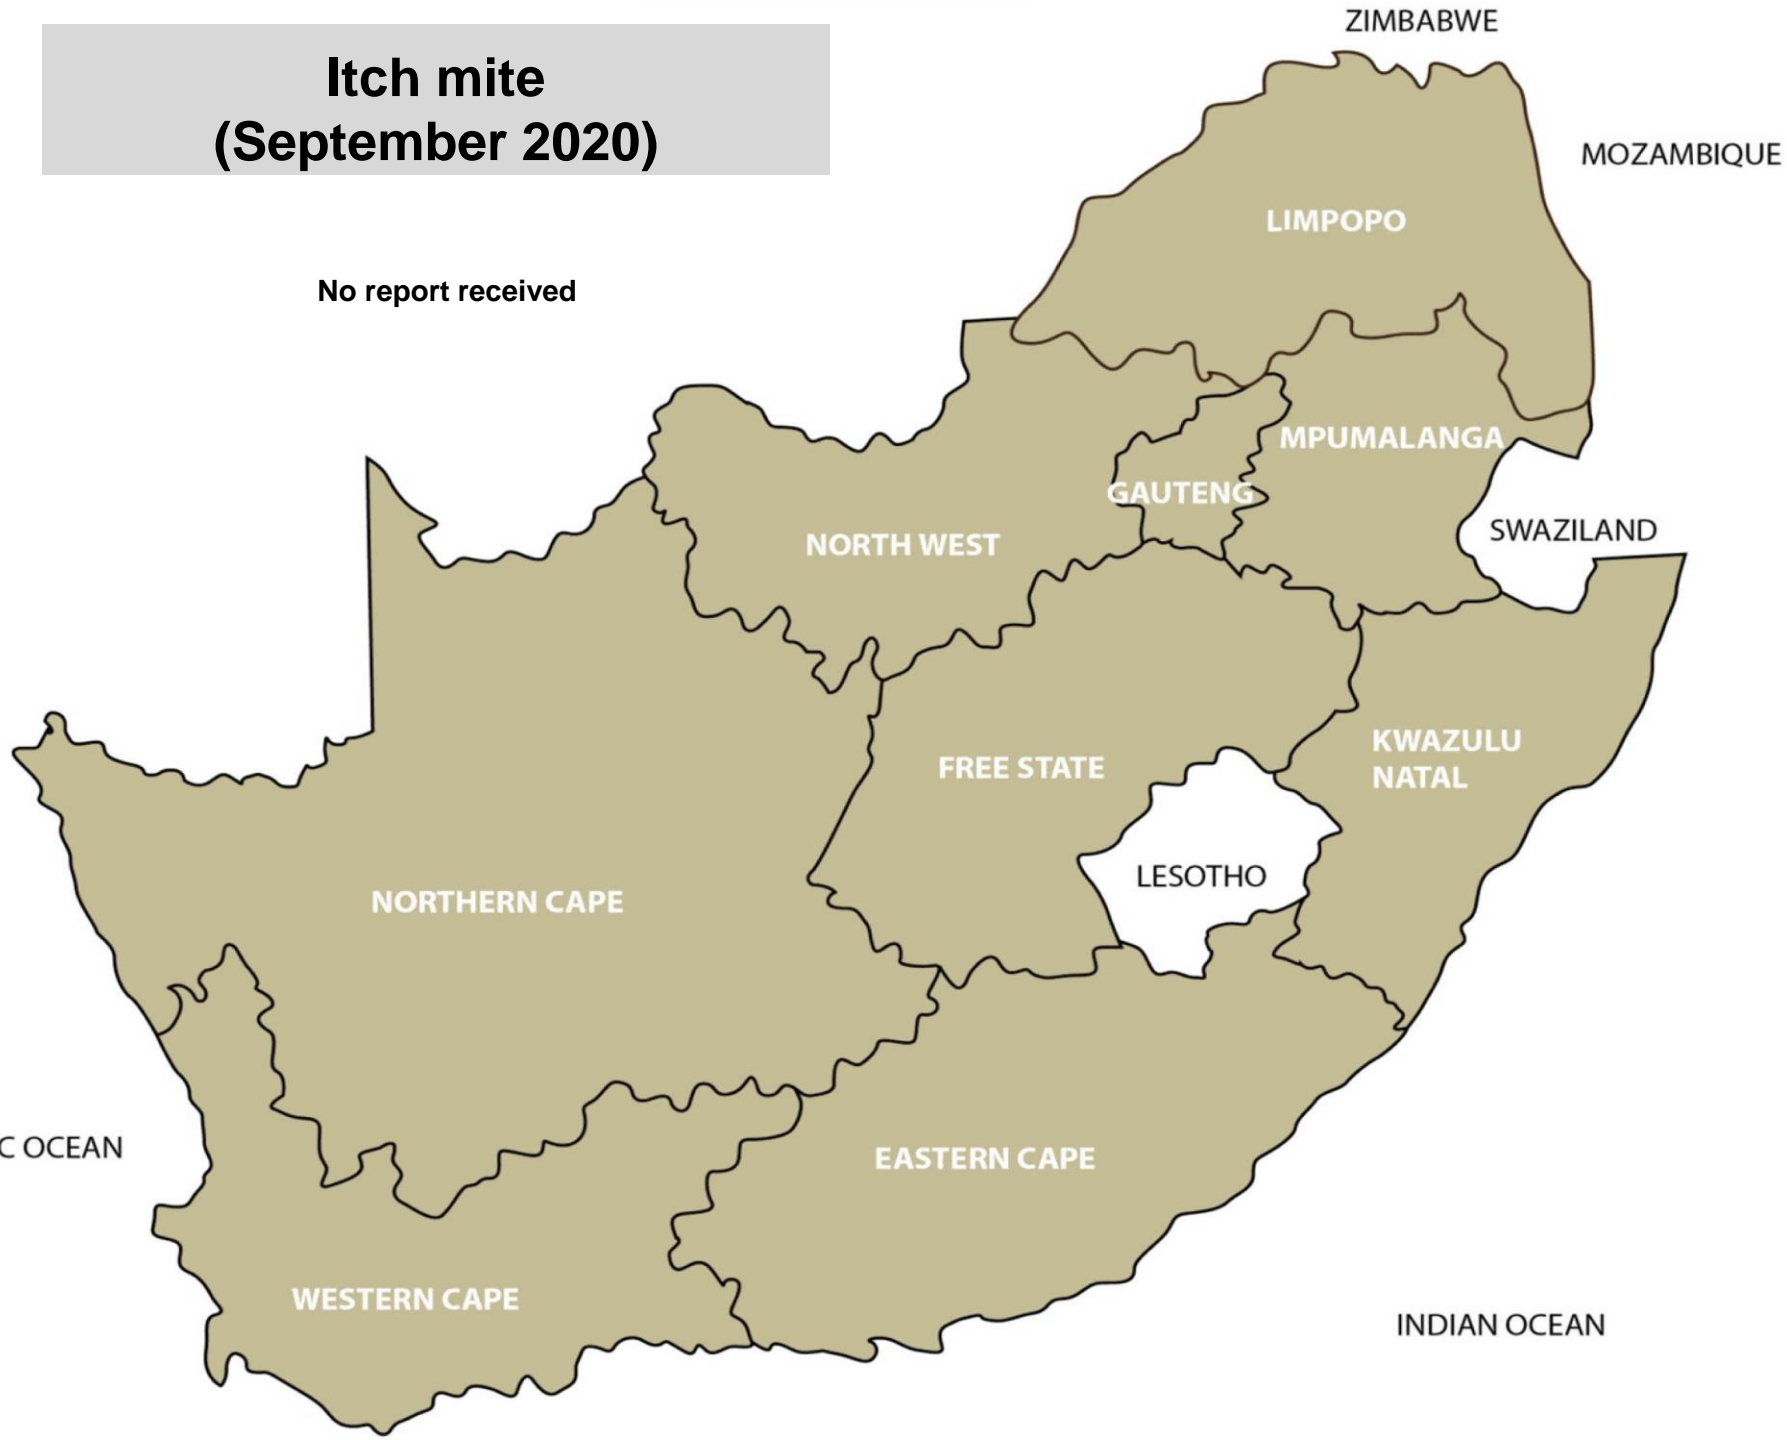 ZIMBABWE
Itch mite
(September 2020)
MOZAMBIQUE
LIMPOPO
No report received
MPUMALANGA
GAUTENG
SWAZILAND
NORTH WEST
KWAZULU
NATAL
FREE STATE
LESOTHO
NORTHERN CAPE
C OCEAN
EASTERN CAPE
WESTERN CAPE
INDIAN OCEAN